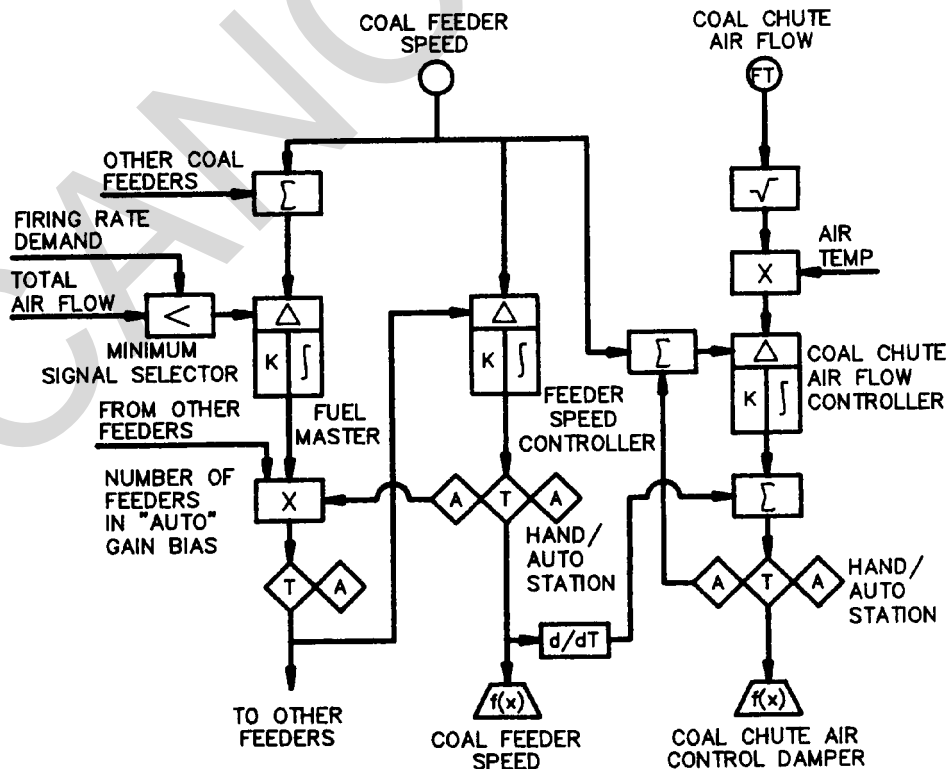 COAL FEEDER
SPEED
COAL CHUTE
AIR FLOW
FT
OTHER COAL
FEEDERS
Σ
√
FIRING RATE
DEMAND
AIR
TEMP
X
TOTAL
AIR FLOW
<
△
△
MINIMUM
SIGNAL SELECTOR
K ∫
K ∫
Σ
△
K ∫
COAL CHUTE
AIR FLOW
CONTROLLER
FROM OTHER
FEEDERS
FUEL
MASTER
FEEDER
SPEED
CONTROLLER
NUMBER OF
FEEDERS
IN "AUTO"
GAIN BIAS
X
A T A
Σ
HAND/
AUTO
STATION
T A
A T A
HAND/
AUTO
STATION
d/dT
f(x)
f(x)
TO OTHER
FEEDERS
COAL FEEDER
SPEED
COAL CHUTE AIR
CONTROL DAMPER